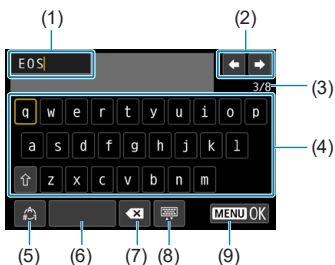 (1) (2)
EOS
3/8 (3)
q w e r t y u i o p
(4)
a s d f g h j k l
z x c v b n m
MENU OK
(5) (6) (7) (8) (9)